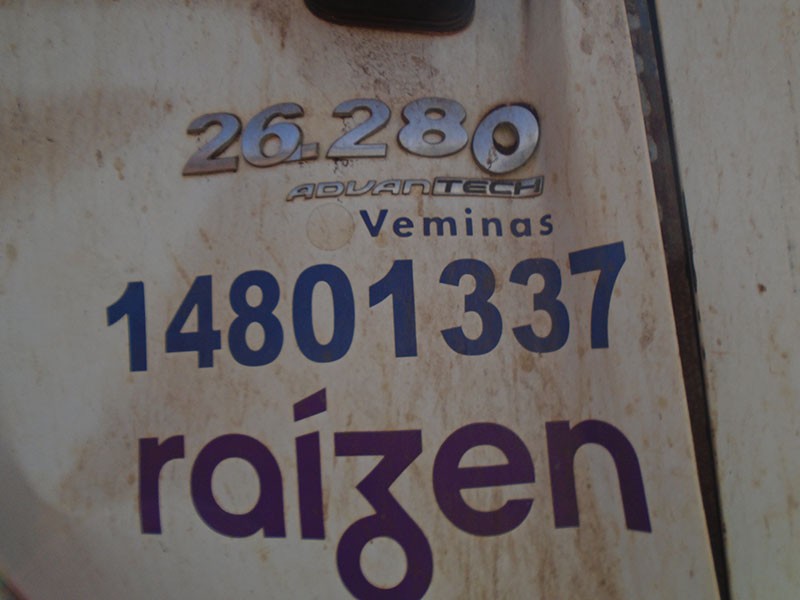 26.280
ADVANTECH
Veminas
14801337
raízen